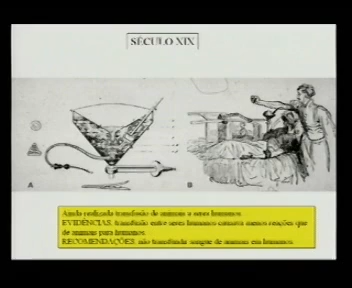 SÉCULO XIX
A
B
Ainda realizada transfusão de animais a seres humanos
EVIDÊNCIAS: transfusão entre seres humanos causava menos reações que
de animais para humanos
RECOMENDAÇÕES: não transfunda sangue de animais em humanos.